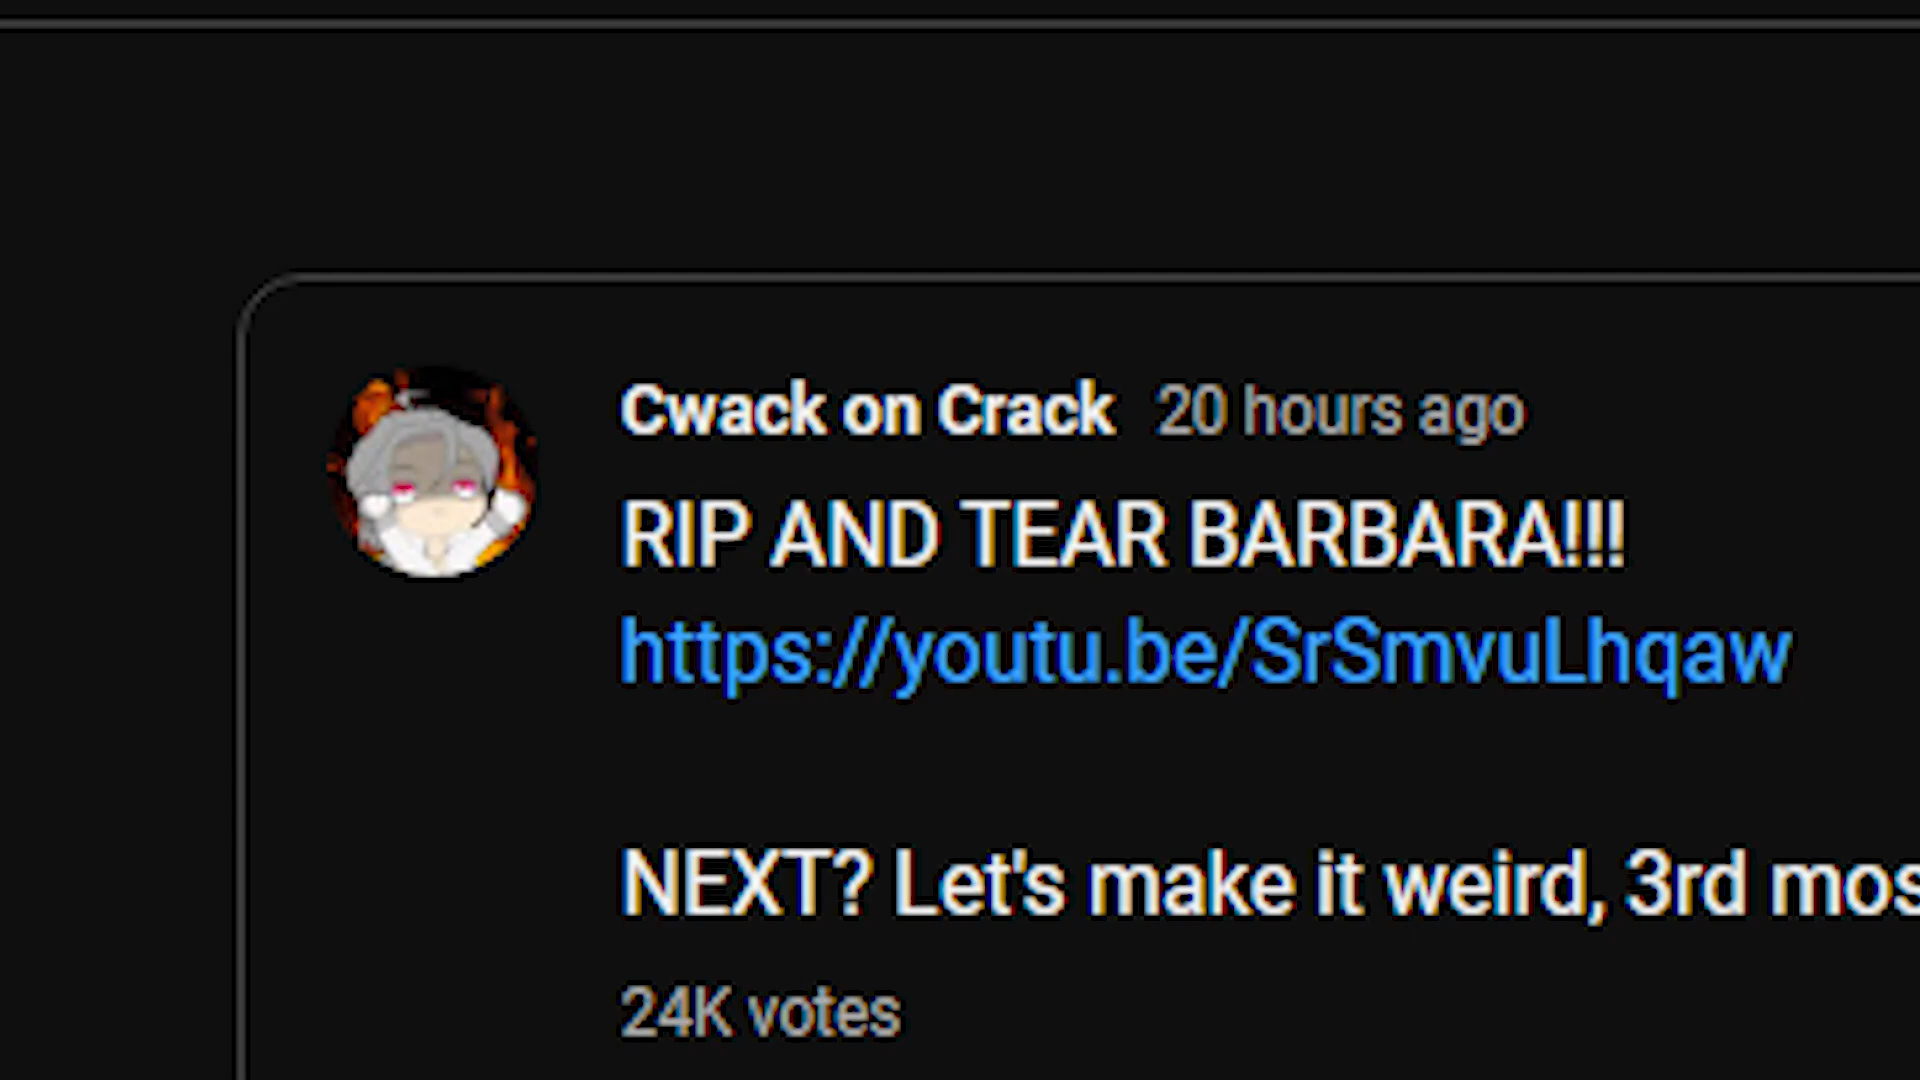 Cwack on Crack 20 hours ago
RIP AND TEAR BARBARA!!!
https://youtu.be/SrSmvuLhqaw
NEXT? Let's make it weird, 3rd mos
24K votes